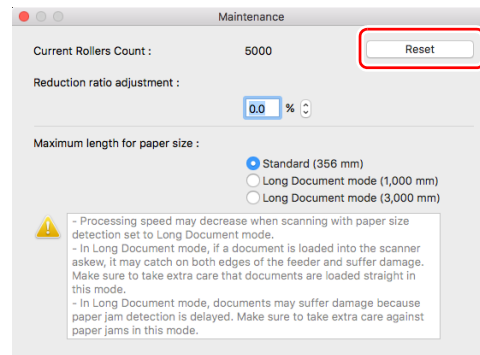 Maintenance
Current Rollers Count : 5000 Reset
Reduction ratio adjustment :
0.0 %
Maximum length for paper size :
Standard (356 mm)
Long Document mode (1,000 mm)
Long Document mode (3,000 mm)
- Processing speed may decrease when scanning with paper size
detection set to Long Document mode.
- In Long Document mode, if a document is loaded into the scanner
askew, it may catch on both edges of the feeder and suffer damage.
Make sure to take extra care that documents are loaded straight in
this mode.
- In Long Document mode, documents may suffer damage because
paper jam detection is delayed. Make sure to take extra care against
paper jams in this mode.